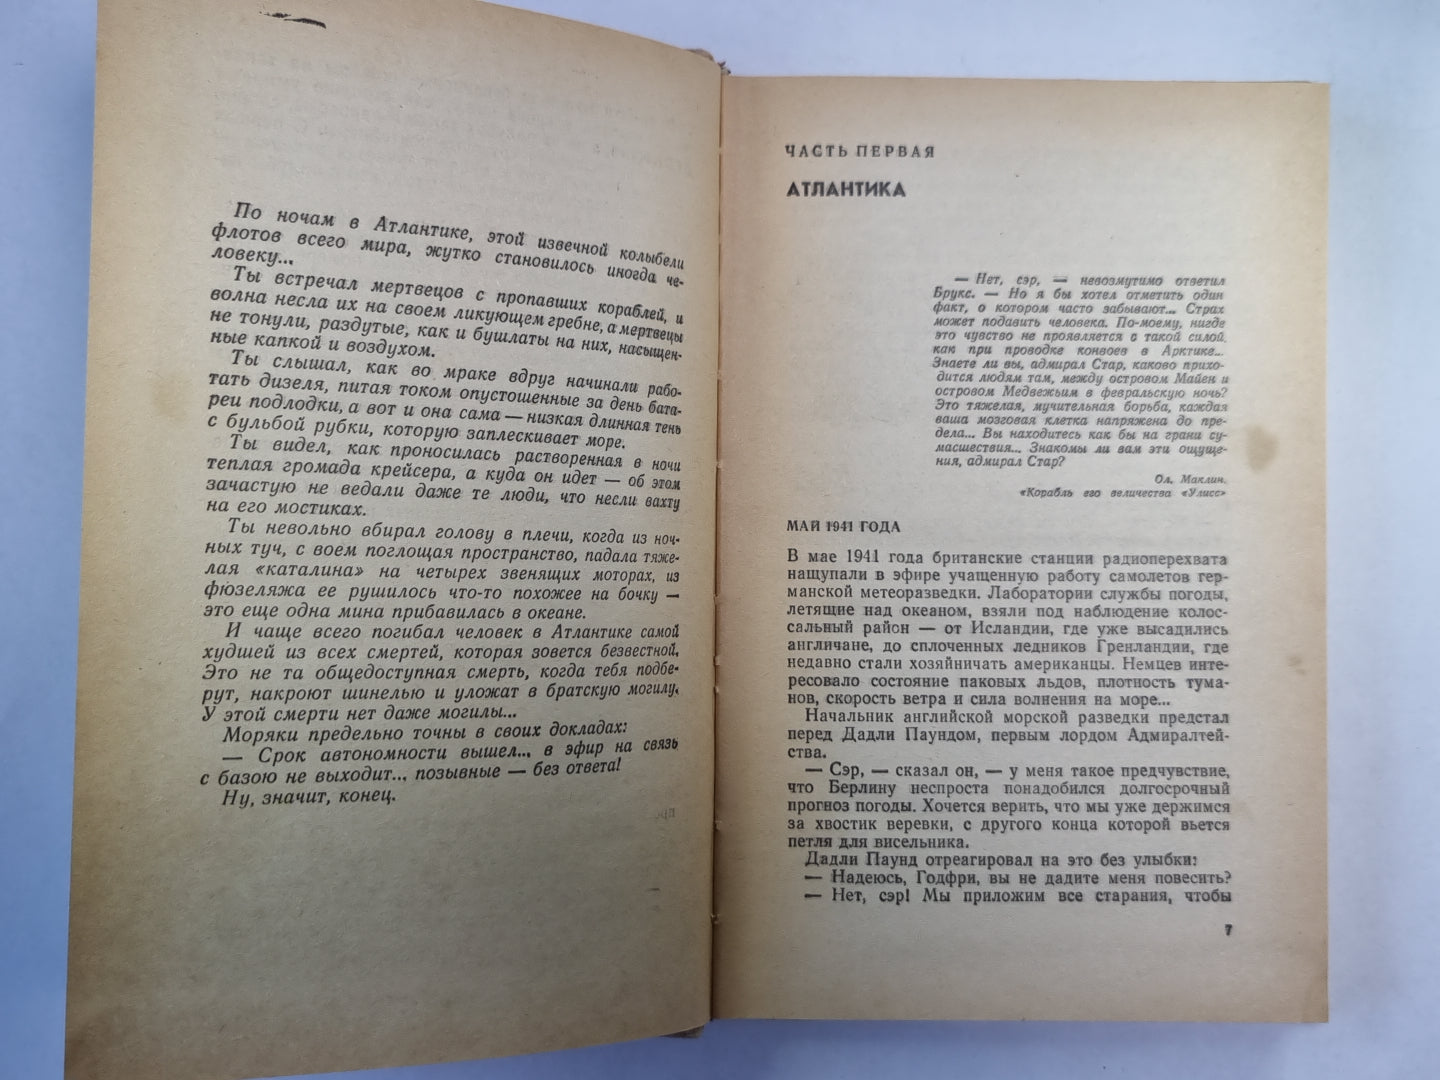 По ночам в Атлантике, этой извечной колыбели
флотов всего мира, жутко становилось иногда че-
ловеку...
Ты встречал мертвецов с пропавших кораблей, и
волна несла их на своем ликующем гребне, а мертвецы
не тонули, раздутые, как и бушлаты на них, насыщен-
ные капкой и воздухом.
Ты слышал, как во мраке вдруг начинали рабо-
тать дизеля, питая током опустошенные за день бата-
реи подлодки, а вот и она сама — низкая длинная тень
с бульбой рубки, которую заплескивает море.
Ты видел, как проносилась растворенная в ночи
теплая громада крейсера, а куда он идет — об этом
зачастую не ведали даже те люди, что несли вахту
на его мостиках.
Ты невольно вбирал голову в плечи, когда из ноч-
ных туч, с воем поглощая пространство, падала тяже-
лая «каталина» на четырех звенящих моторах, из
фюзеляжа ее рушилось что-то похожее на бочку —
это еще одна мина прибавилась в океане.
И чаще всего погибал человек в Атлантике самой
худшей из всех смертей, которая зовется безвестной.
Это не та общедоступная смерть, когда тебя подбе-
рут, накроют шинелью и уложат в братскую могилу.
У этой смерти нет даже могилы...
Моряки предельно точны в своих докладах:
— Срок автономности вышел... в эфир на связь
с базою не выходит... позывные — без ответа!
Ну, значит, конец.
ЧАСТЬ ПЕРВАЯ
АТЛАНТИКА
— Нет, сэр, — невозмутимо ответил
Брукс. — Но я бы хотел отметить один
факт, о котором часто забывают... Страх
может подавить человека. По-моему, нигде
это чувство не проявляется с такой силой,
как при проводке конвоев в Арктике...
Знаете ли вы, адмирал Стар, каково прихо-
дится людям там, между островом Майен и
островом Медвежьим в февральскую ночь?
Это тяжелая, мучительная борьба, каждая
ваша мозговая клетка напряжена до пре-
дела... Вы находитесь как бы на грани су-
масшествия... Знакомы ли вам эти ощуще-
ния, адмирал Стар?
Ол. Маклин.
«Корабль его величества «Улисс»
МАЙ 1941 ГОДА
В мае 1941 года британские станции радиоперехвата
нащупали в эфире учащенную работу самолетов гер-
манской метеоразведки. Лаборатории службы погоды,
летящие над океаном, взяли под наблюдение колос-
сальный район — от Исландии, где уже высадились
англичане, до сплоченных ледников Гренландии, где
недавно стали хозяйничать американцы. Немцев инте-
ресовало состояние паковых льдов, плотность тума-
нов, скорость ветра и сила волнения на море...
Начальник английской морской разведки предстал
перед Дадли Паундом, первым лордом Адмиралтей-
ства.
— Сэр, — сказал он, — у меня такое предчувствие,
что Берлину неспроста понадобился долгосрочный
прогноз погоды. Хочется верить, что мы уже держимся
за хвостик веревки, с другого конца которой вьется
петля для висельника.
Дадли Паунд отреагировал на это без улыбки:
— Надеюсь, Годфри, вы не дадите меня повесить?
— Нет, сэр! Мы приложим все старания, чтобы
7